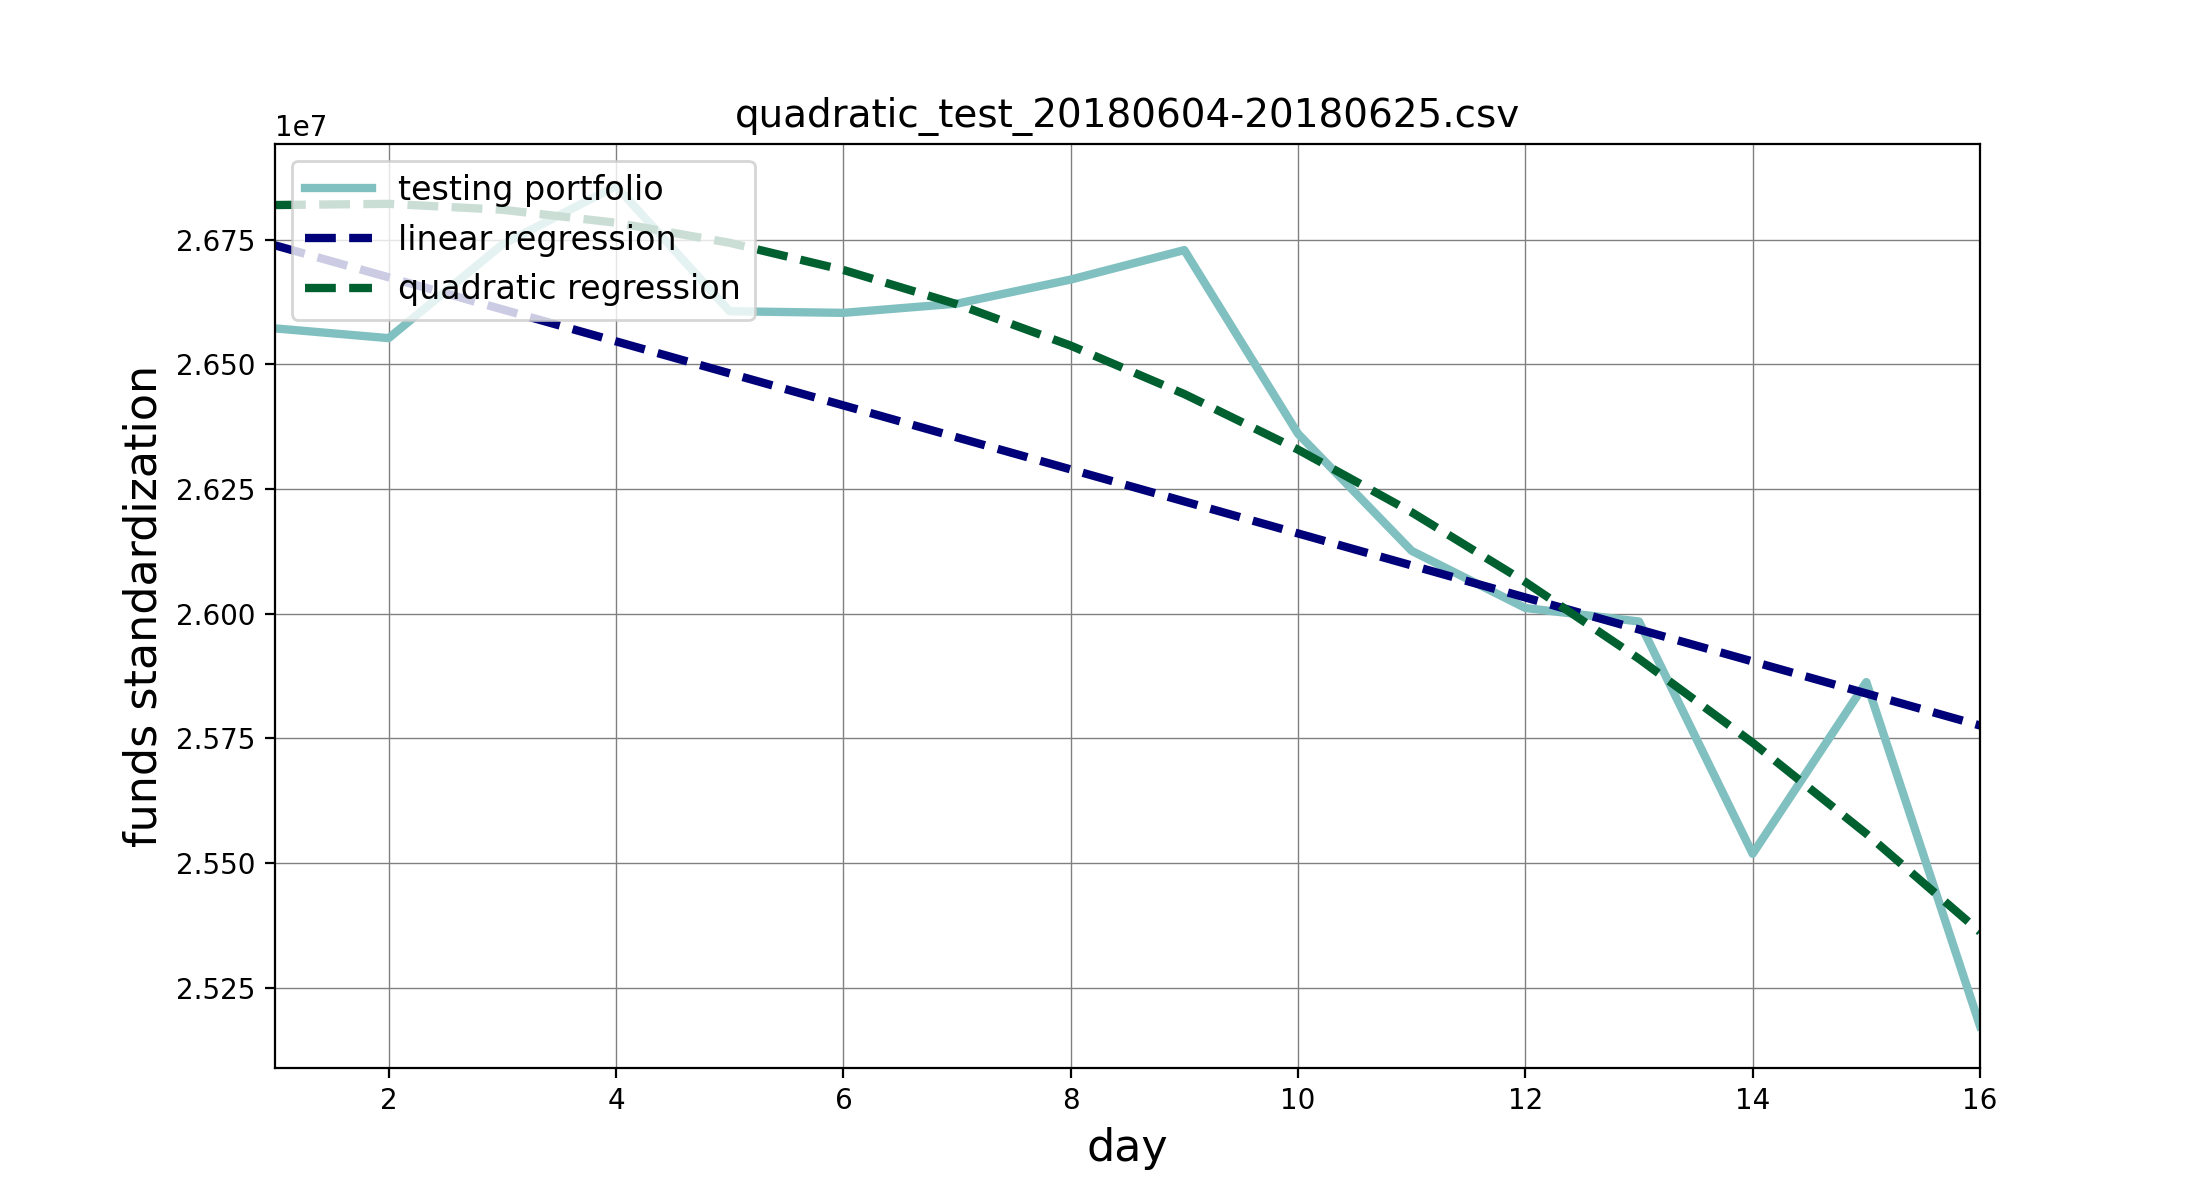 quadratic_test_20180604-20180625.csv
1e7
testing portfolio
linear regression
quadratic regression
2.675
2.650
2.625
2.600
2.575
2.550
2.525
funds standardization
2 4 6 8 10 12 14 16
day